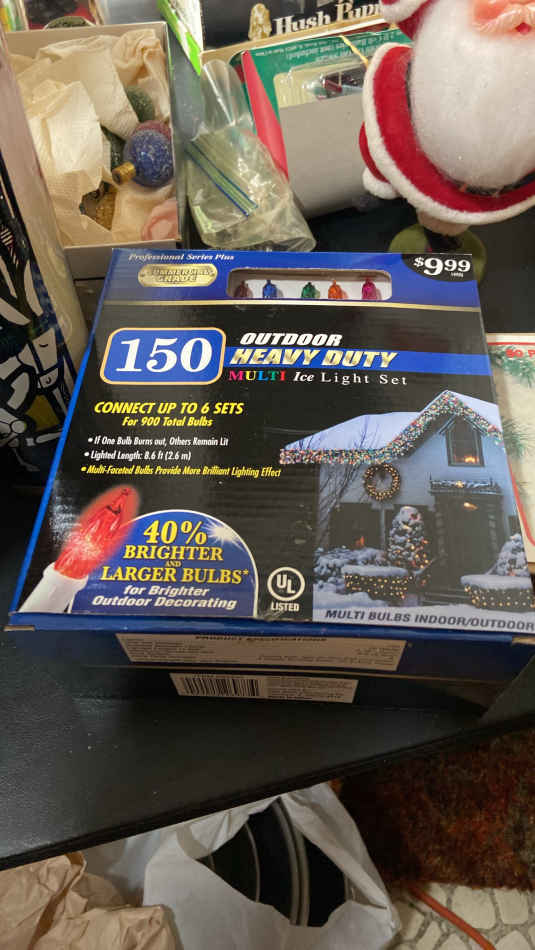 Hush Pupp
Professional Series Plus
COMMERCIAL
GRADE
$9.99
150
OUTDOOR
HEAVY DUTY
MULTI Ice Light Set
CONNECT UP TO 6 SETS
For 900 Total Bulbs
• If One Bulb Burns out, Others Remain Lit
• Lighted Length: 8.6 ft (2.6 m)
• Multi-Faceted Bulbs Provide More Brilliant Lighting Effect
40%
BRIGHTER
AND
LARGER BULBS*
for Brighter
Outdoor Decorating
UL
LISTED
MULTI BULBS INDOOR/OUTDOOR
PRODUCT SPECIFICATIONS